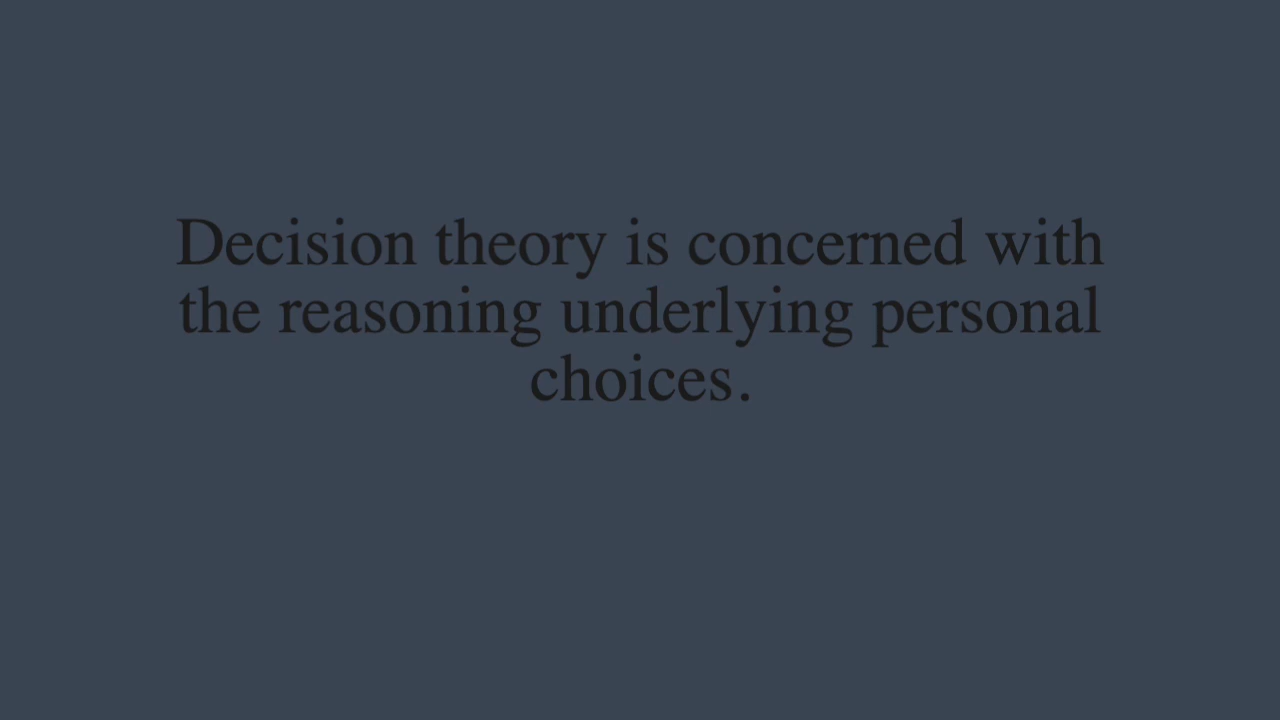 Decision theory is concerned with
the reasoning underlying personal
choices.